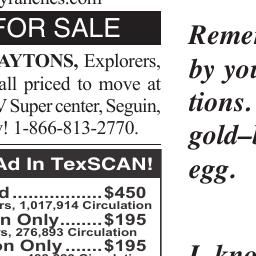 FOR SALE
AYTONS, Explorers,
all priced to move at
V Super center, Seguin,
y! 1-866-813-2770.
Ad In TexSCAN!
d..................$450
rs, 1,017,914 Circulation
n Only.......$195
rs, 276,893 Circulation
on Only......$195
by you
tions.
gold–
egg.
I